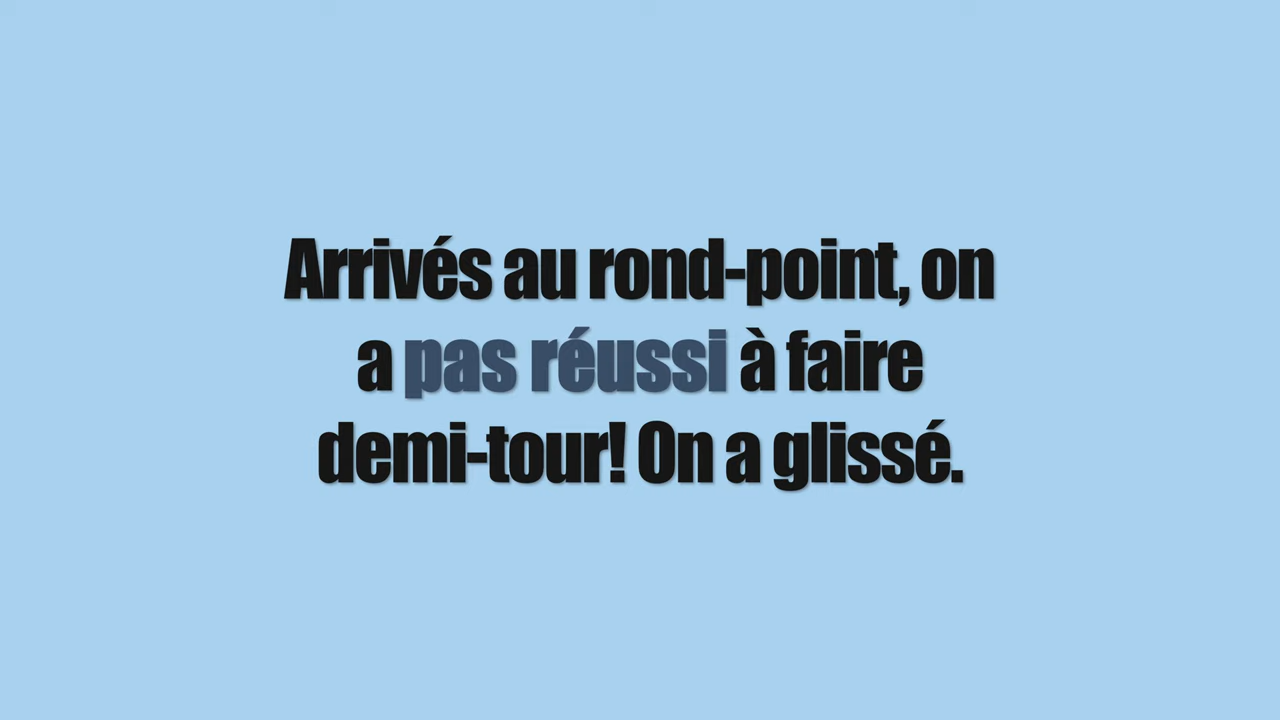 Arrivés au rond-point, on
a pas réussi à faire
demi-tour! On a glissé.